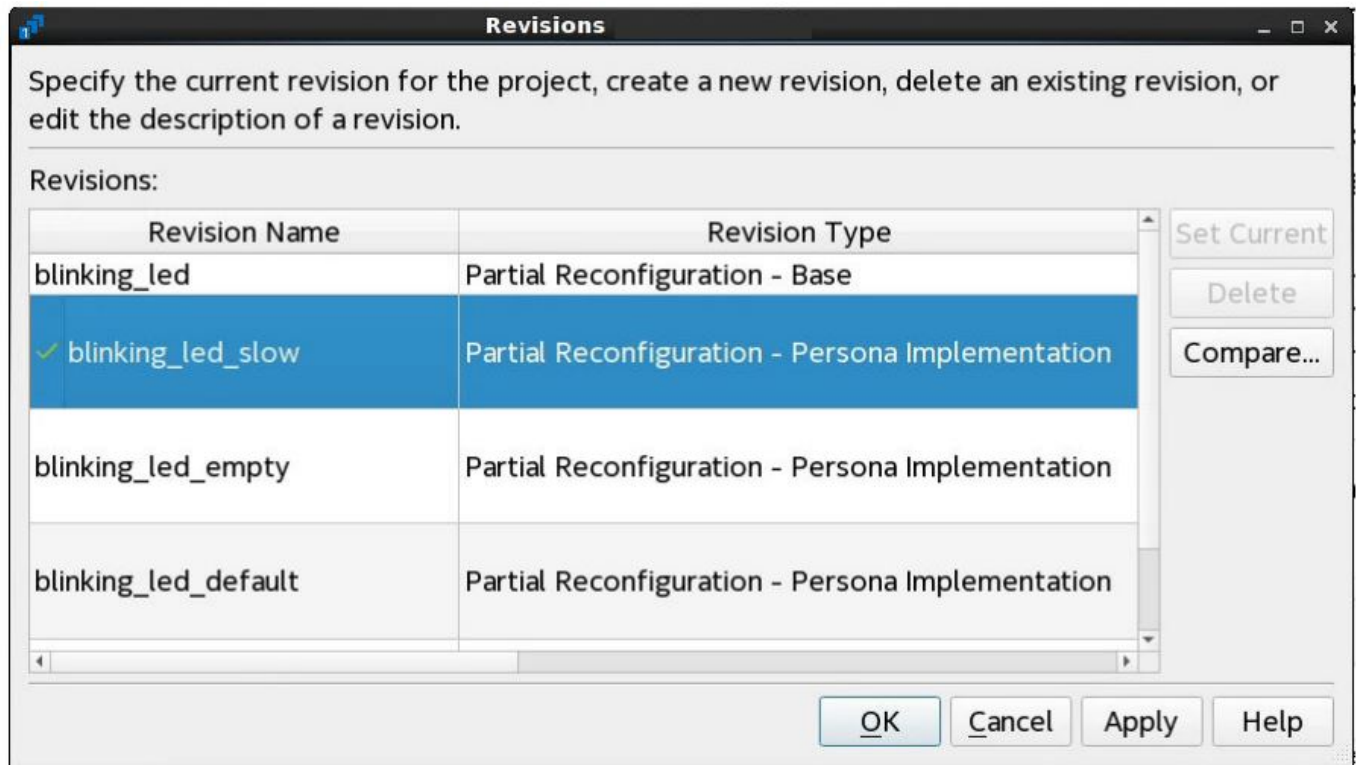 Revisions
Specify the current revision for the project, create a new revision, delete an existing revision, or
edit the description of a revision.
Revisions:
Revision Name Revision Type
blinking_led Partial Reconfiguration - Base
blinking_led_slow Partial Reconfiguration - Persona Implementation
blinking_led_empty Partial Reconfiguration - Persona Implementation
blinking_led_default Partial Reconfiguration - Persona Implementation
Set Current
Delete
Compare...
OK Cancel Apply Help